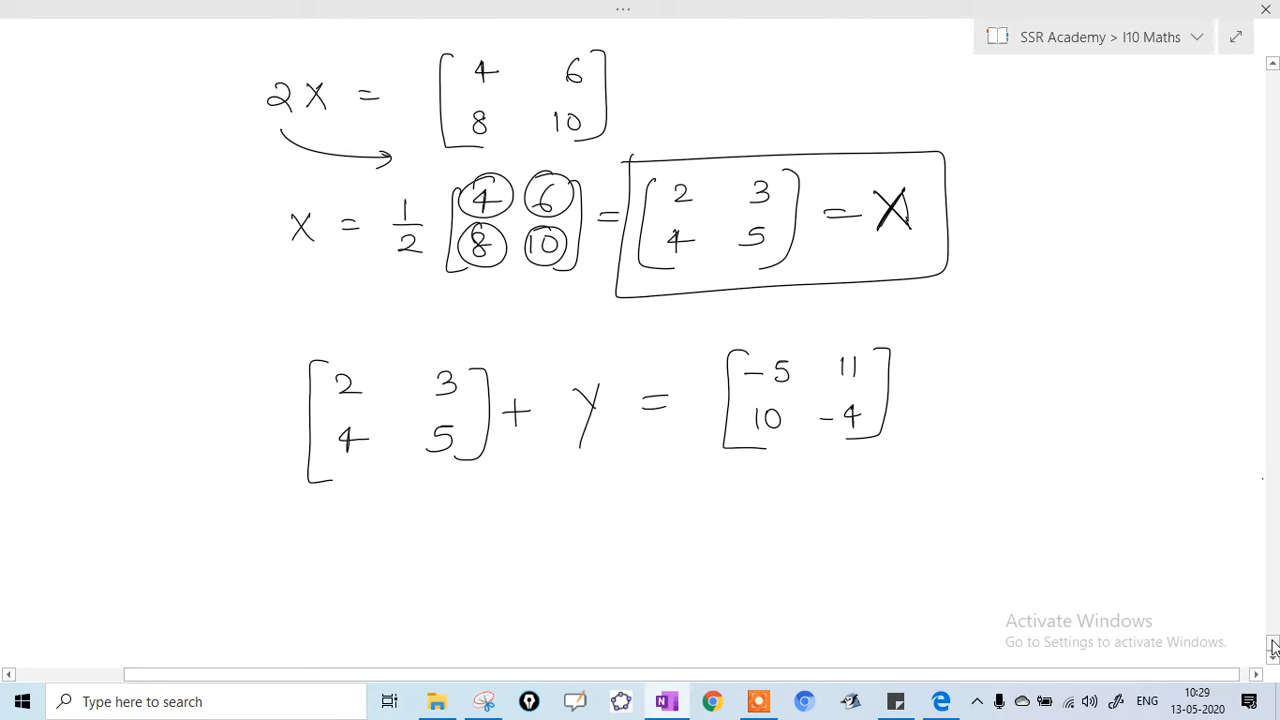 SSR Academy > I10 Maths
2X = [4 6
8 10]
X = 1/2 [4 6
8 10] = [2 3
4 5] = X
[2 3
4 5] + y = [-5 11
10 -4]
Activate Windows
Go to Settings to activate Windows.
Type here to search
ENG
10:29
13-05-2020